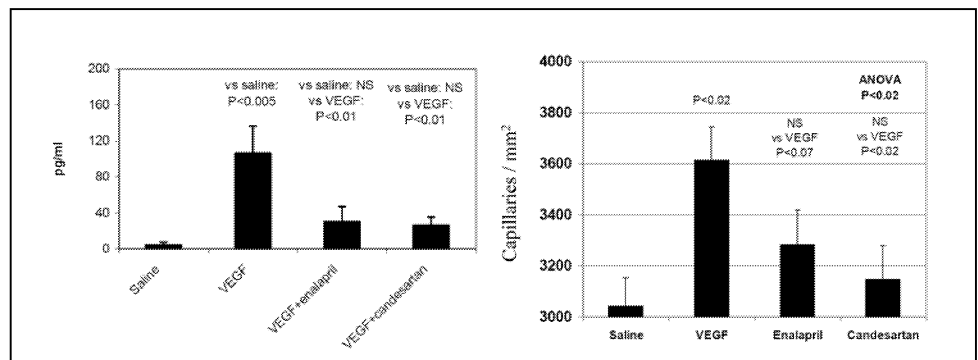 200
160
120
80
40
0
pg/ml
vs saline:
P<0.005
vs saline: NS
vs VEGF:
P<0.01
vs saline: NS
vs VEGF:
P<0.01
Saline
VEGF
VEGF+enalapril
VEGF+candesartan
4000
3800
3600
3400
3200
3000
Capillaries / mm²
P<0.02
NS
vs VEGF
P<0.07
ANOVA
P<0.02
NS
vs VEGF
P<0.02
Saline
VEGF
Enalapril
Candesartan